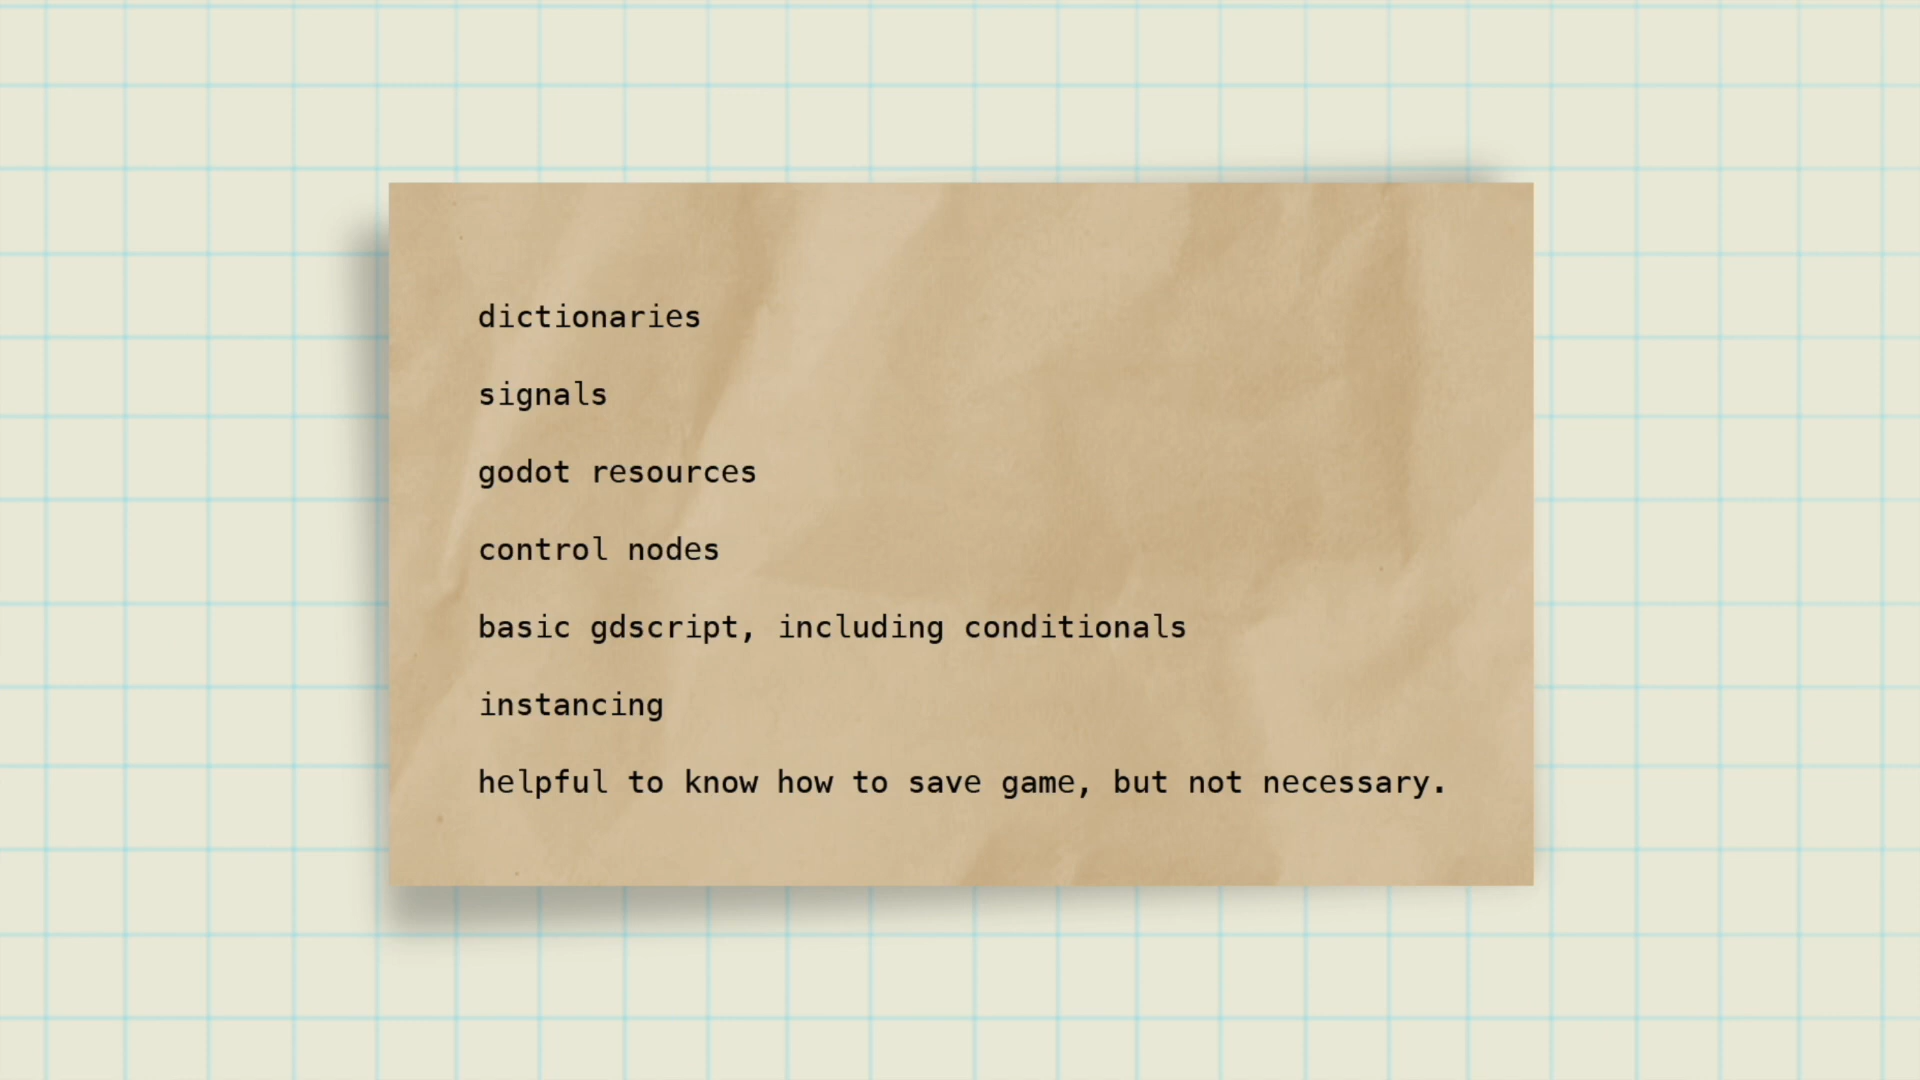 dictionaries
signals
godot resources
control nodes
basic gdscript, including conditionals
instancing
helpful to know how to save game, but not necessary.